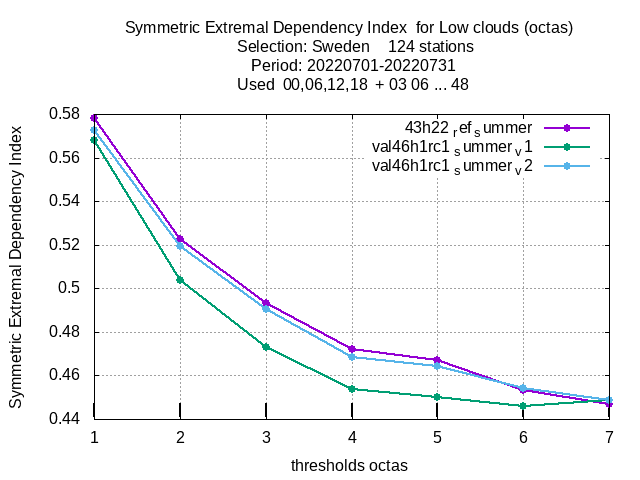 Symmetric Extremal Dependency Index  for Low clouds (octas)
Selection: Sweden    124 stations
Period: 20220701-20220731
Used  00,06,12,18  + 03 06 ... 48
Symmetric Extremal Dependency Index
0.58
0.56
0.54
0.52
0.5
0.48
0.46
0.44
43h22 ref summer
val46h1rc1 summer v1
val46h1rc1 summer v2
1 2 3 4 5 6 7
thresholds octas